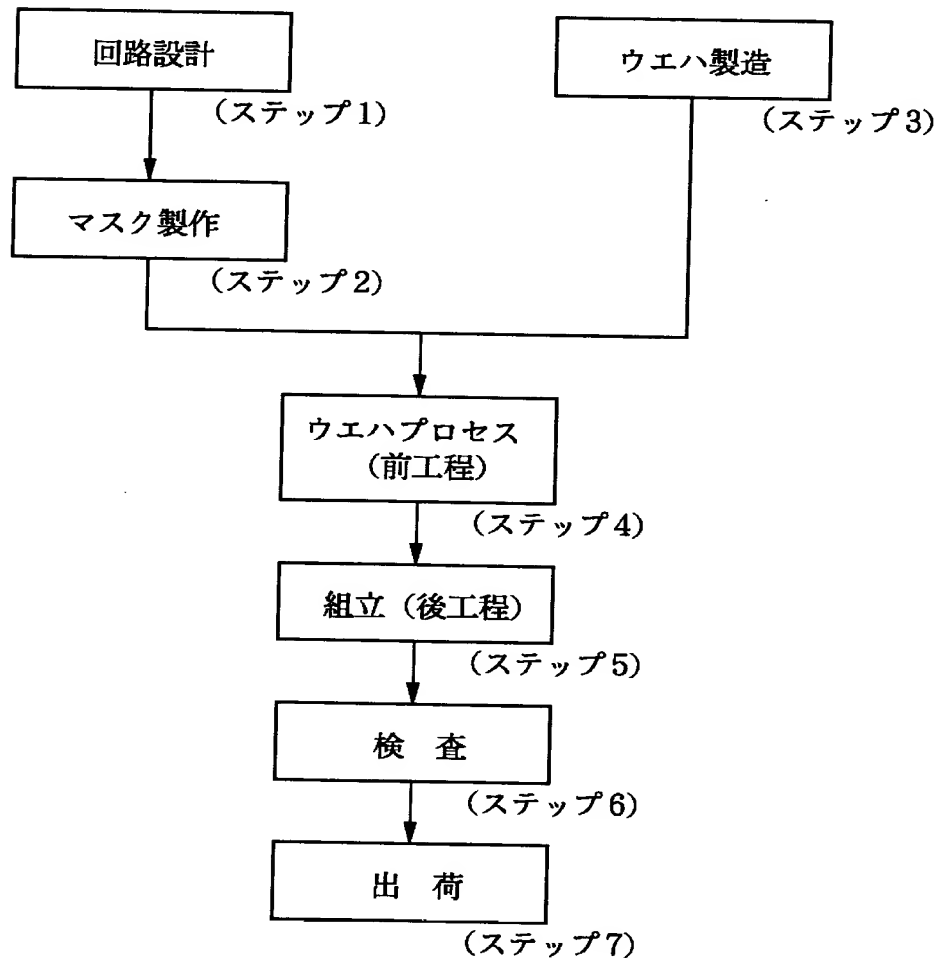 回路設計
(ステップ1)
ウエハ製造
(ステップ3)
マスク製作
(ステップ2)
ウエハプロセス
(前工程)
(ステップ4)
組立(後工程)
(ステップ5)
検 査
(ステップ6)
出 荷
(ステップ7)